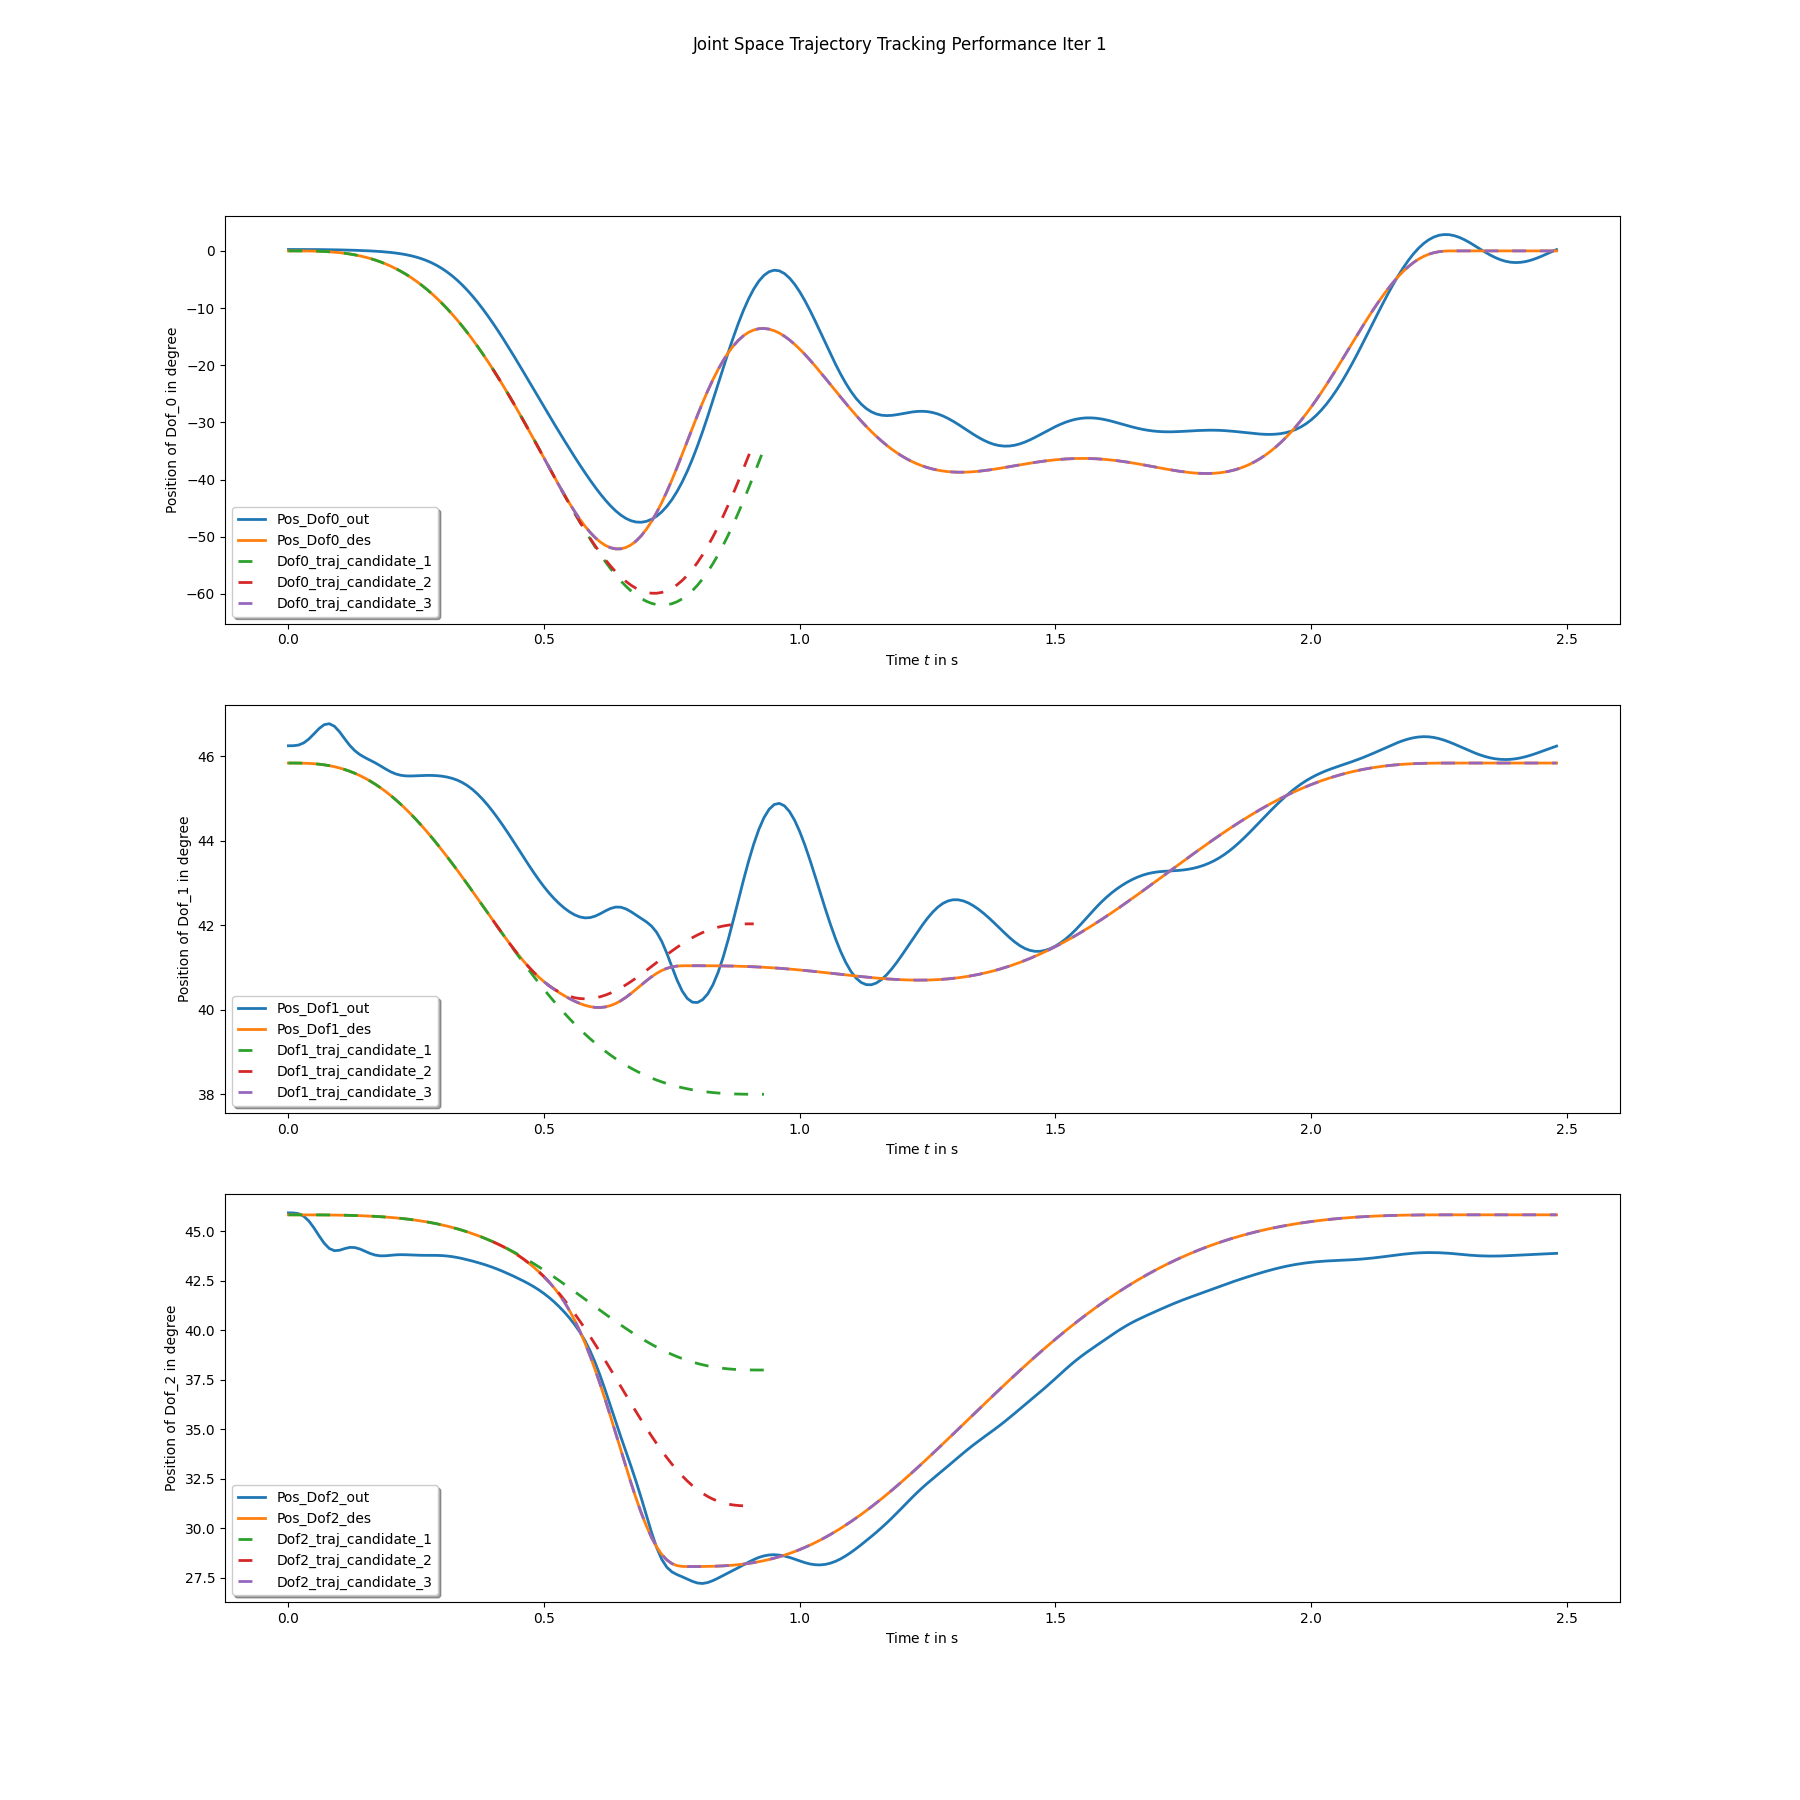 Joint Space Trajectory Tracking Performance Iter 1
0
−10
−20
−30
−40
−50
−60
Position of Dof_0 in degree
Pos_Dof0_out
Pos_Dof0_des
Dof0_traj_candidate_1
Dof0_traj_candidate_2
Dof0_traj_candidate_3
0.0 0.5 1.0 1.5 2.0 2.5
Time t in s
46
44
42
40
38
Position of Dof_1 in degree
Pos_Dof1_out
Pos_Dof1_des
Dof1_traj_candidate_1
Dof1_traj_candidate_2
Dof1_traj_candidate_3
0.0 0.5 1.0 1.5 2.0 2.5
Time t in s
45.0
42.5
40.0
37.5
35.0
32.5
30.0
27.5
Position of Dof_2 in degree
Pos_Dof2_out
Pos_Dof2_des
Dof2_traj_candidate_1
Dof2_traj_candidate_2
Dof2_traj_candidate_3
0.0 0.5 1.0 1.5 2.0 2.5
Time t in s